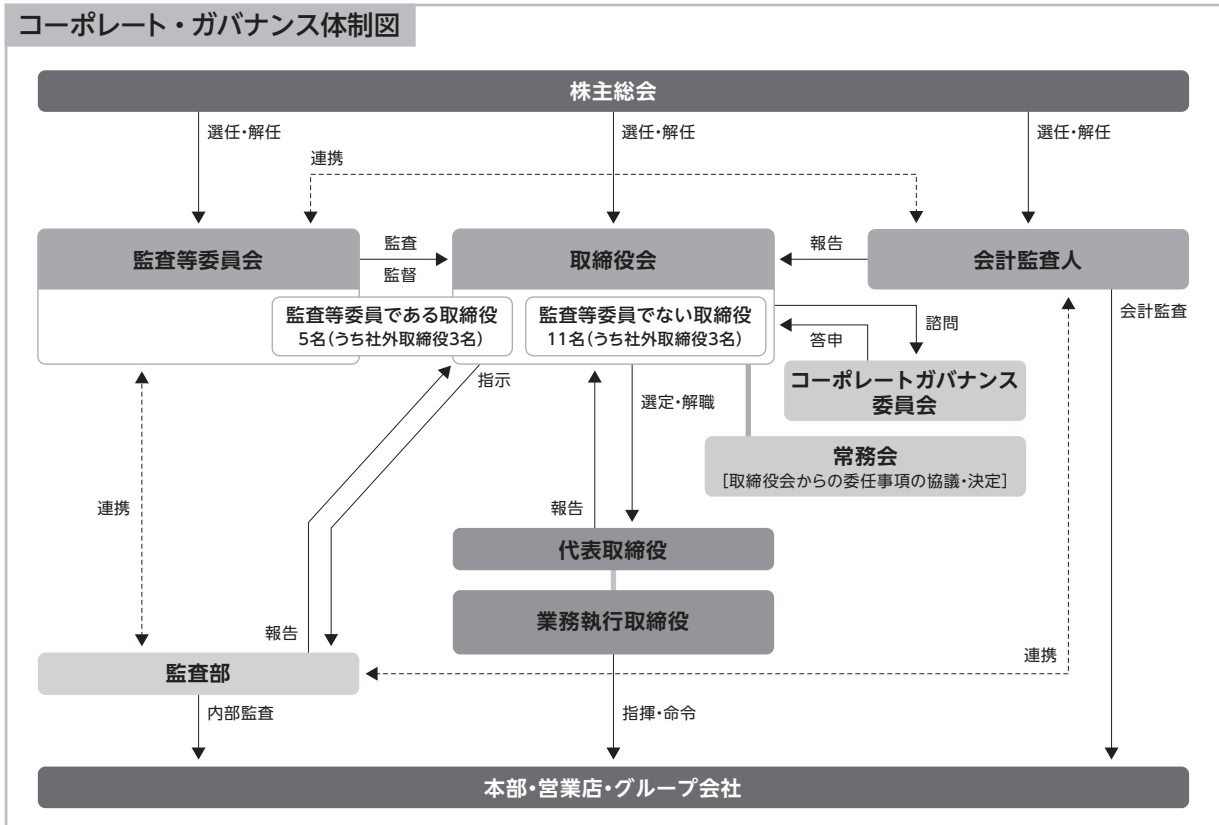 コーポレート・ガバナンス体制図
株主総会
選任・解任
選任・解任
選任・解任
連携
監査等委員会
監査
監督
取締役会
報告
会計監査人
監査等委員である取締役
5名(うち社外取締役3名)
監査等委員でない取締役
11名(うち社外取締役3名)
諮問
答申
会計監査
コーポレートガバナンス
委員会
指示
選定・解職
常務会
[取締役会からの委任事項の協議・決定]
連携
報告
代表取締役
業務執行取締役
報告
監査部
連携
内部監査
指揮・命令
本部・営業店・グループ会社